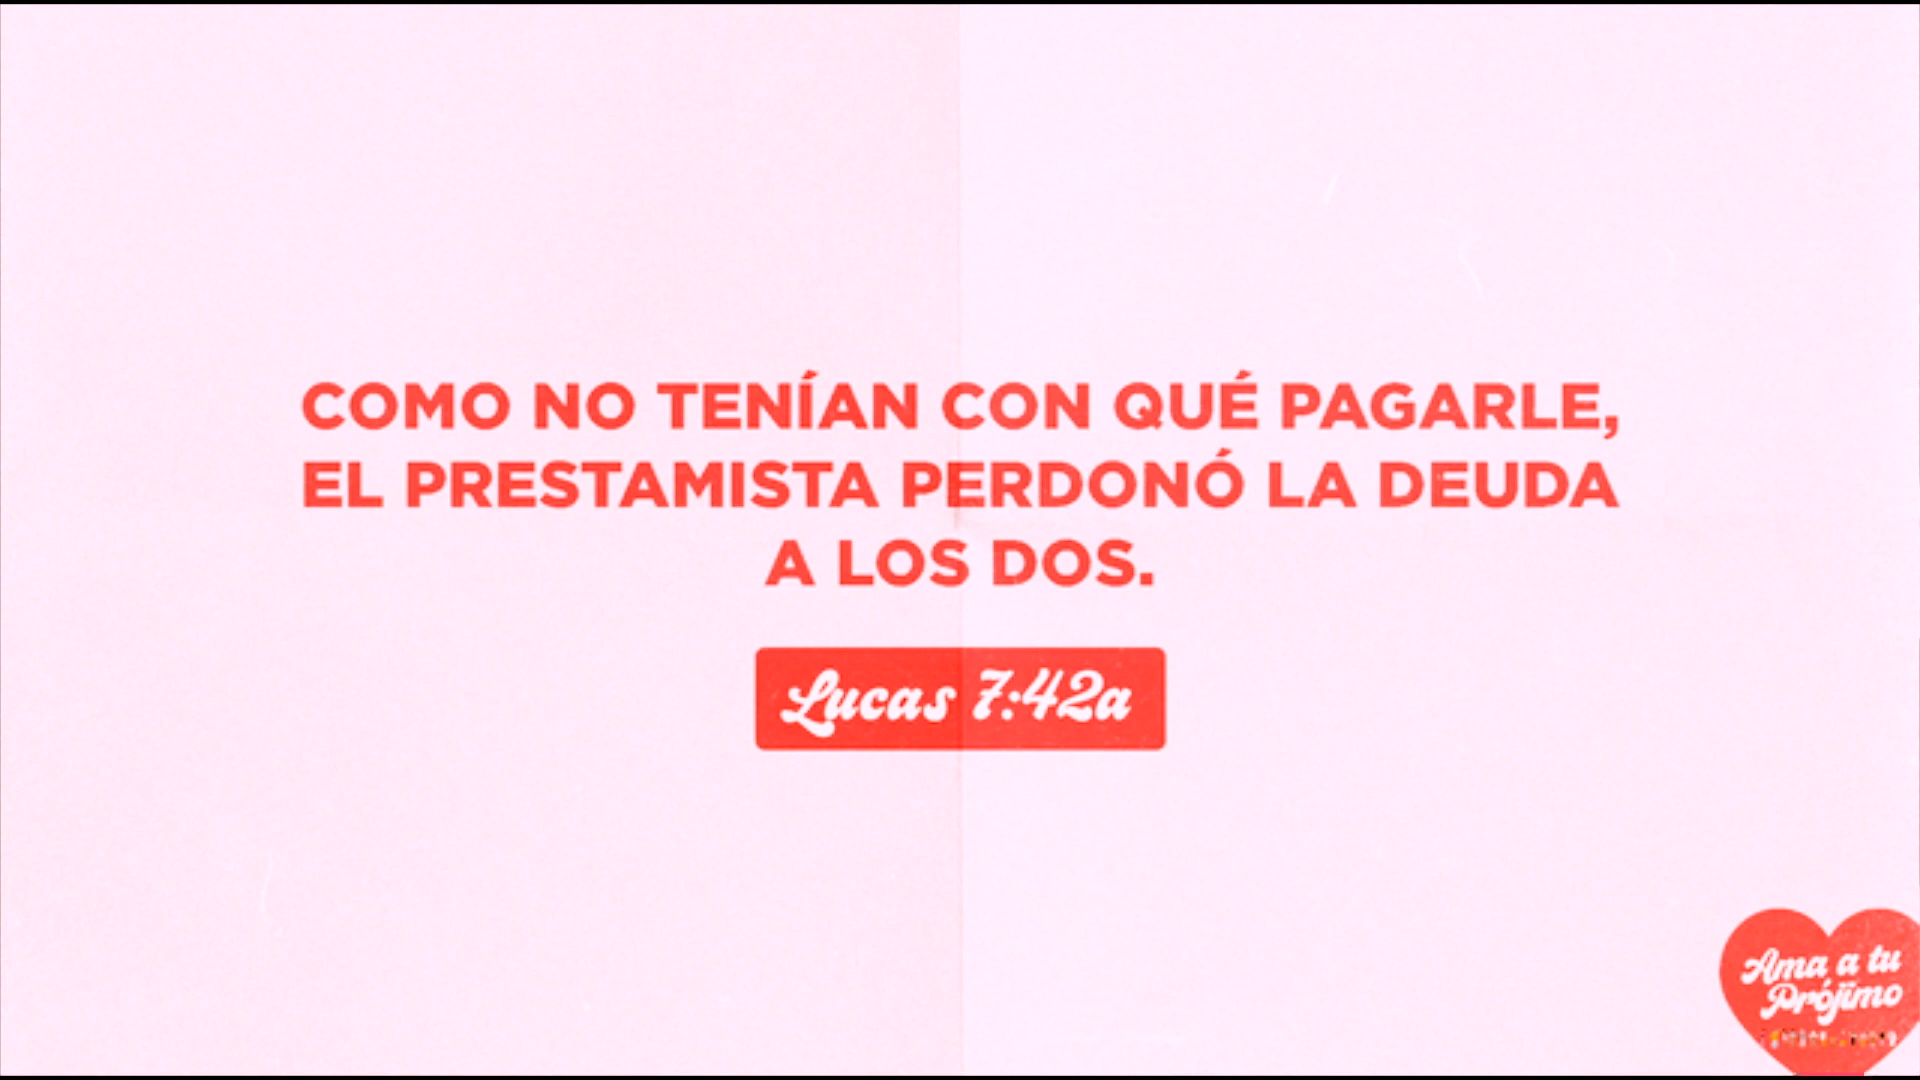 COMO NO TENÍAN CON QUÉ PAGARLE,
EL PRESTAMISTA PERDONÓ LA DEUDA
A LOS DOS.
Lucas 7:42a
Ama a tu
Prójimo